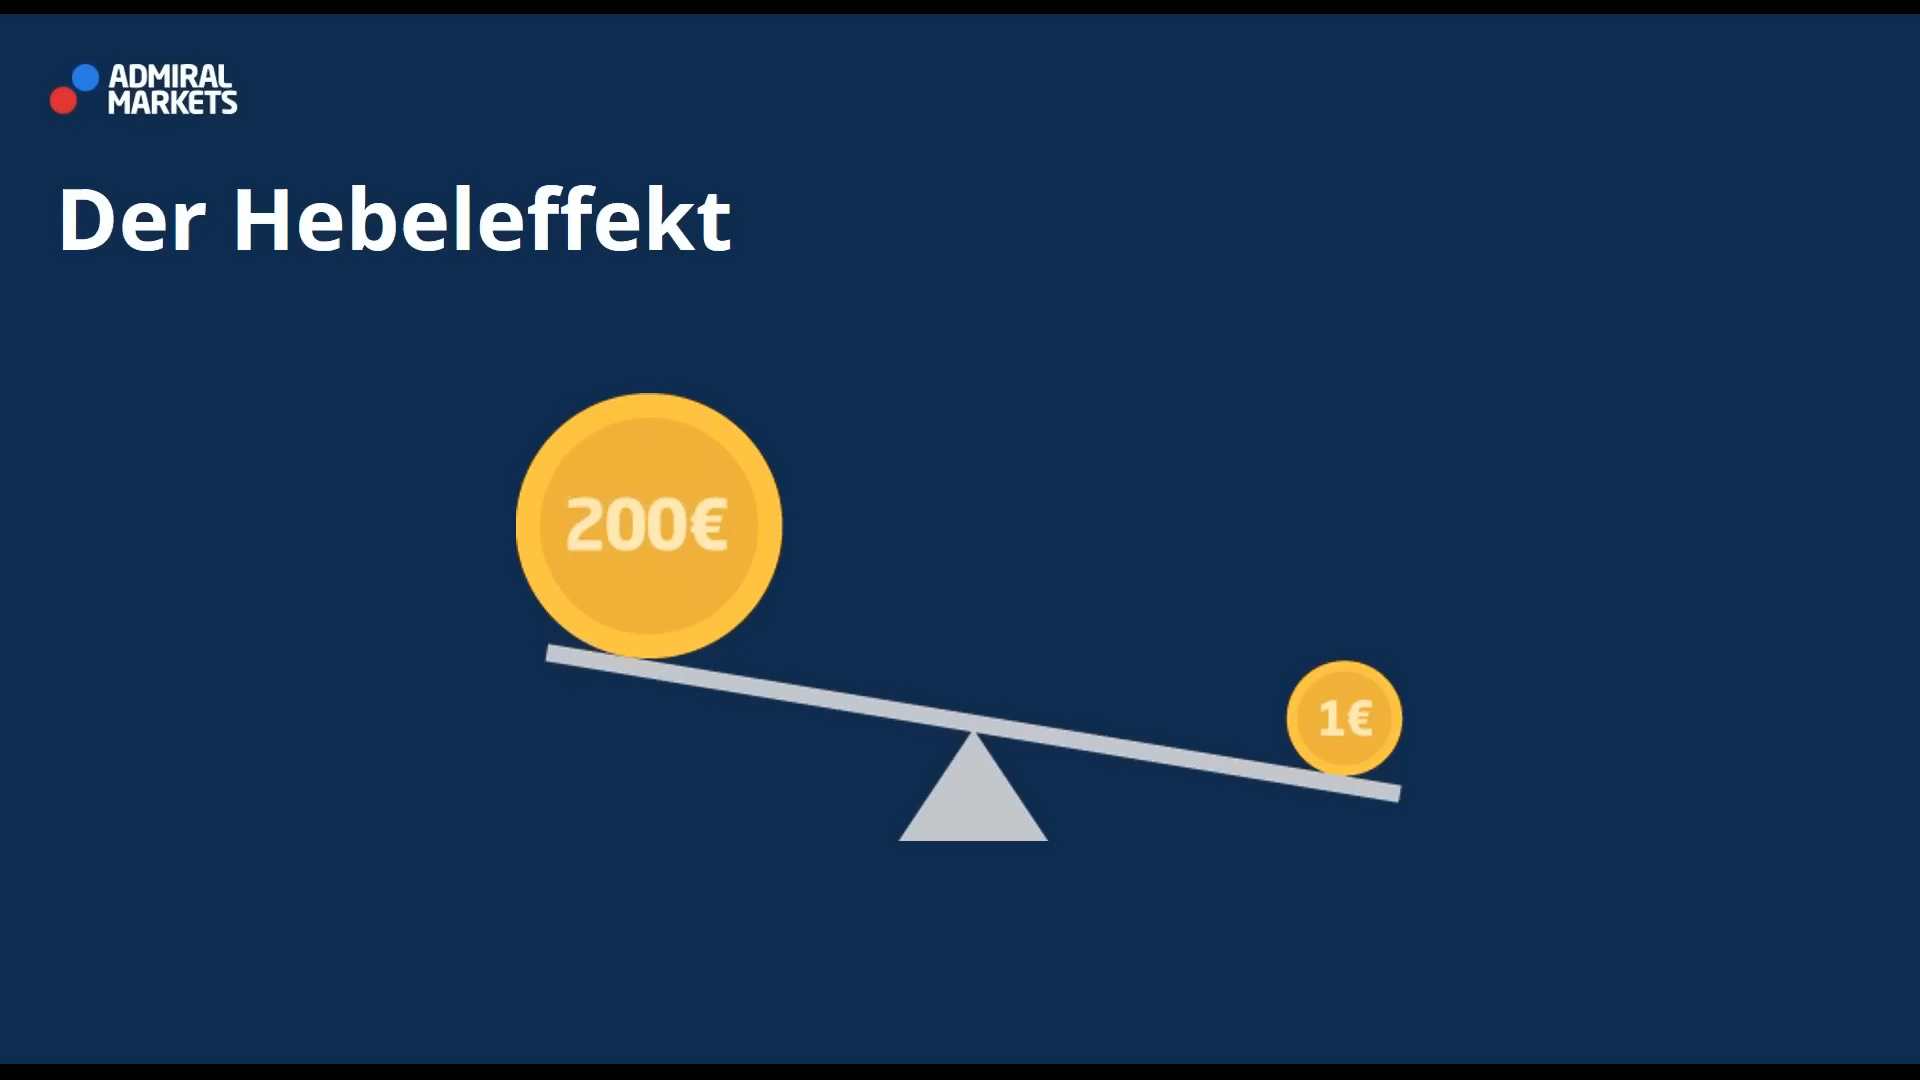 ADMIRAL
MARKETS
Der Hebeleffekt
200€
1€